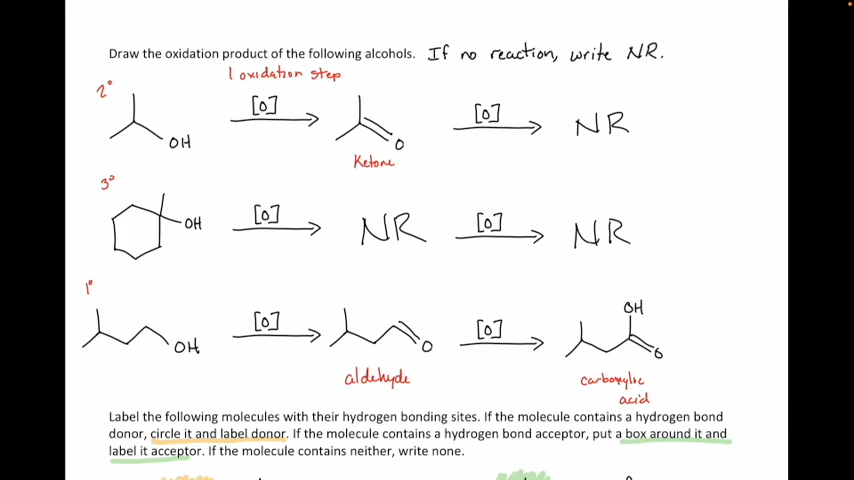 Draw the oxidation product of the following alcohols. If no reaction, write NR.
1 oxidation step
2° OH [O] O [O] NR
Ketone
3° OH [O] NR [O] NR
1° OH [O] O [O] OH O
aldehyde carboxylic acid
Label the following molecules with their hydrogen bonding sites. If the molecule contains a hydrogen bond
donor, circle it and label donor. If the molecule contains a hydrogen bond acceptor, put a box around it and
label it acceptor. If the molecule contains neither, write none.